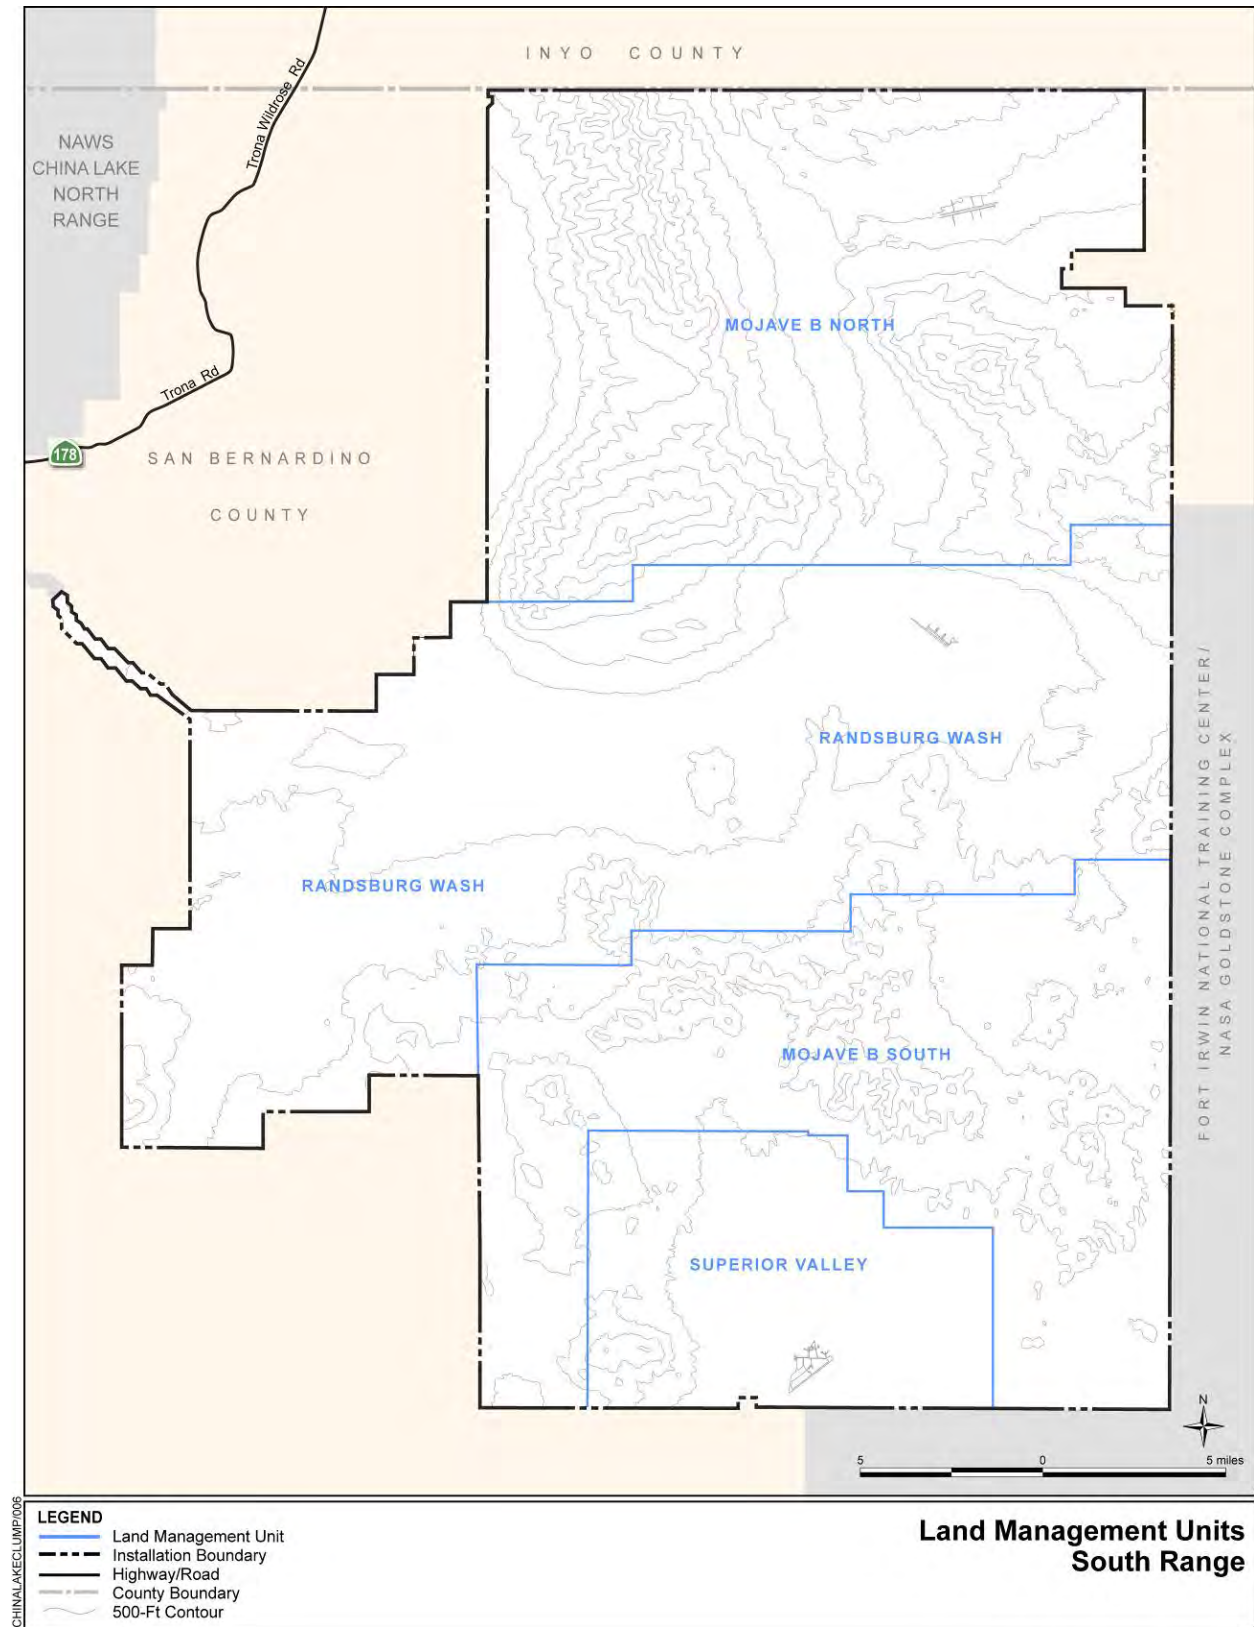 INYO COUNTY
Trona Wildrose Rd
NAWS
CHINA LAKE
NORTH
RANGE
MOJAVE B NORTH
Trona Rd
178
SAN BERNARDINO
COUNTY
RANDSBURG WASH
RANDSBURG WASH
FORT IRWIN NATIONAL TRAINING CENTER/
NASA GOLDSTONE COMPLEX
MOJAVE B SOUTH
SUPERIOR VALLEY
N
5 0 5 miles
CHINALAKECLUMP/006
LEGEND
Land Management Unit
Installation Boundary
Highway/Road
County Boundary
500-Ft Contour
Land Management Units
South Range